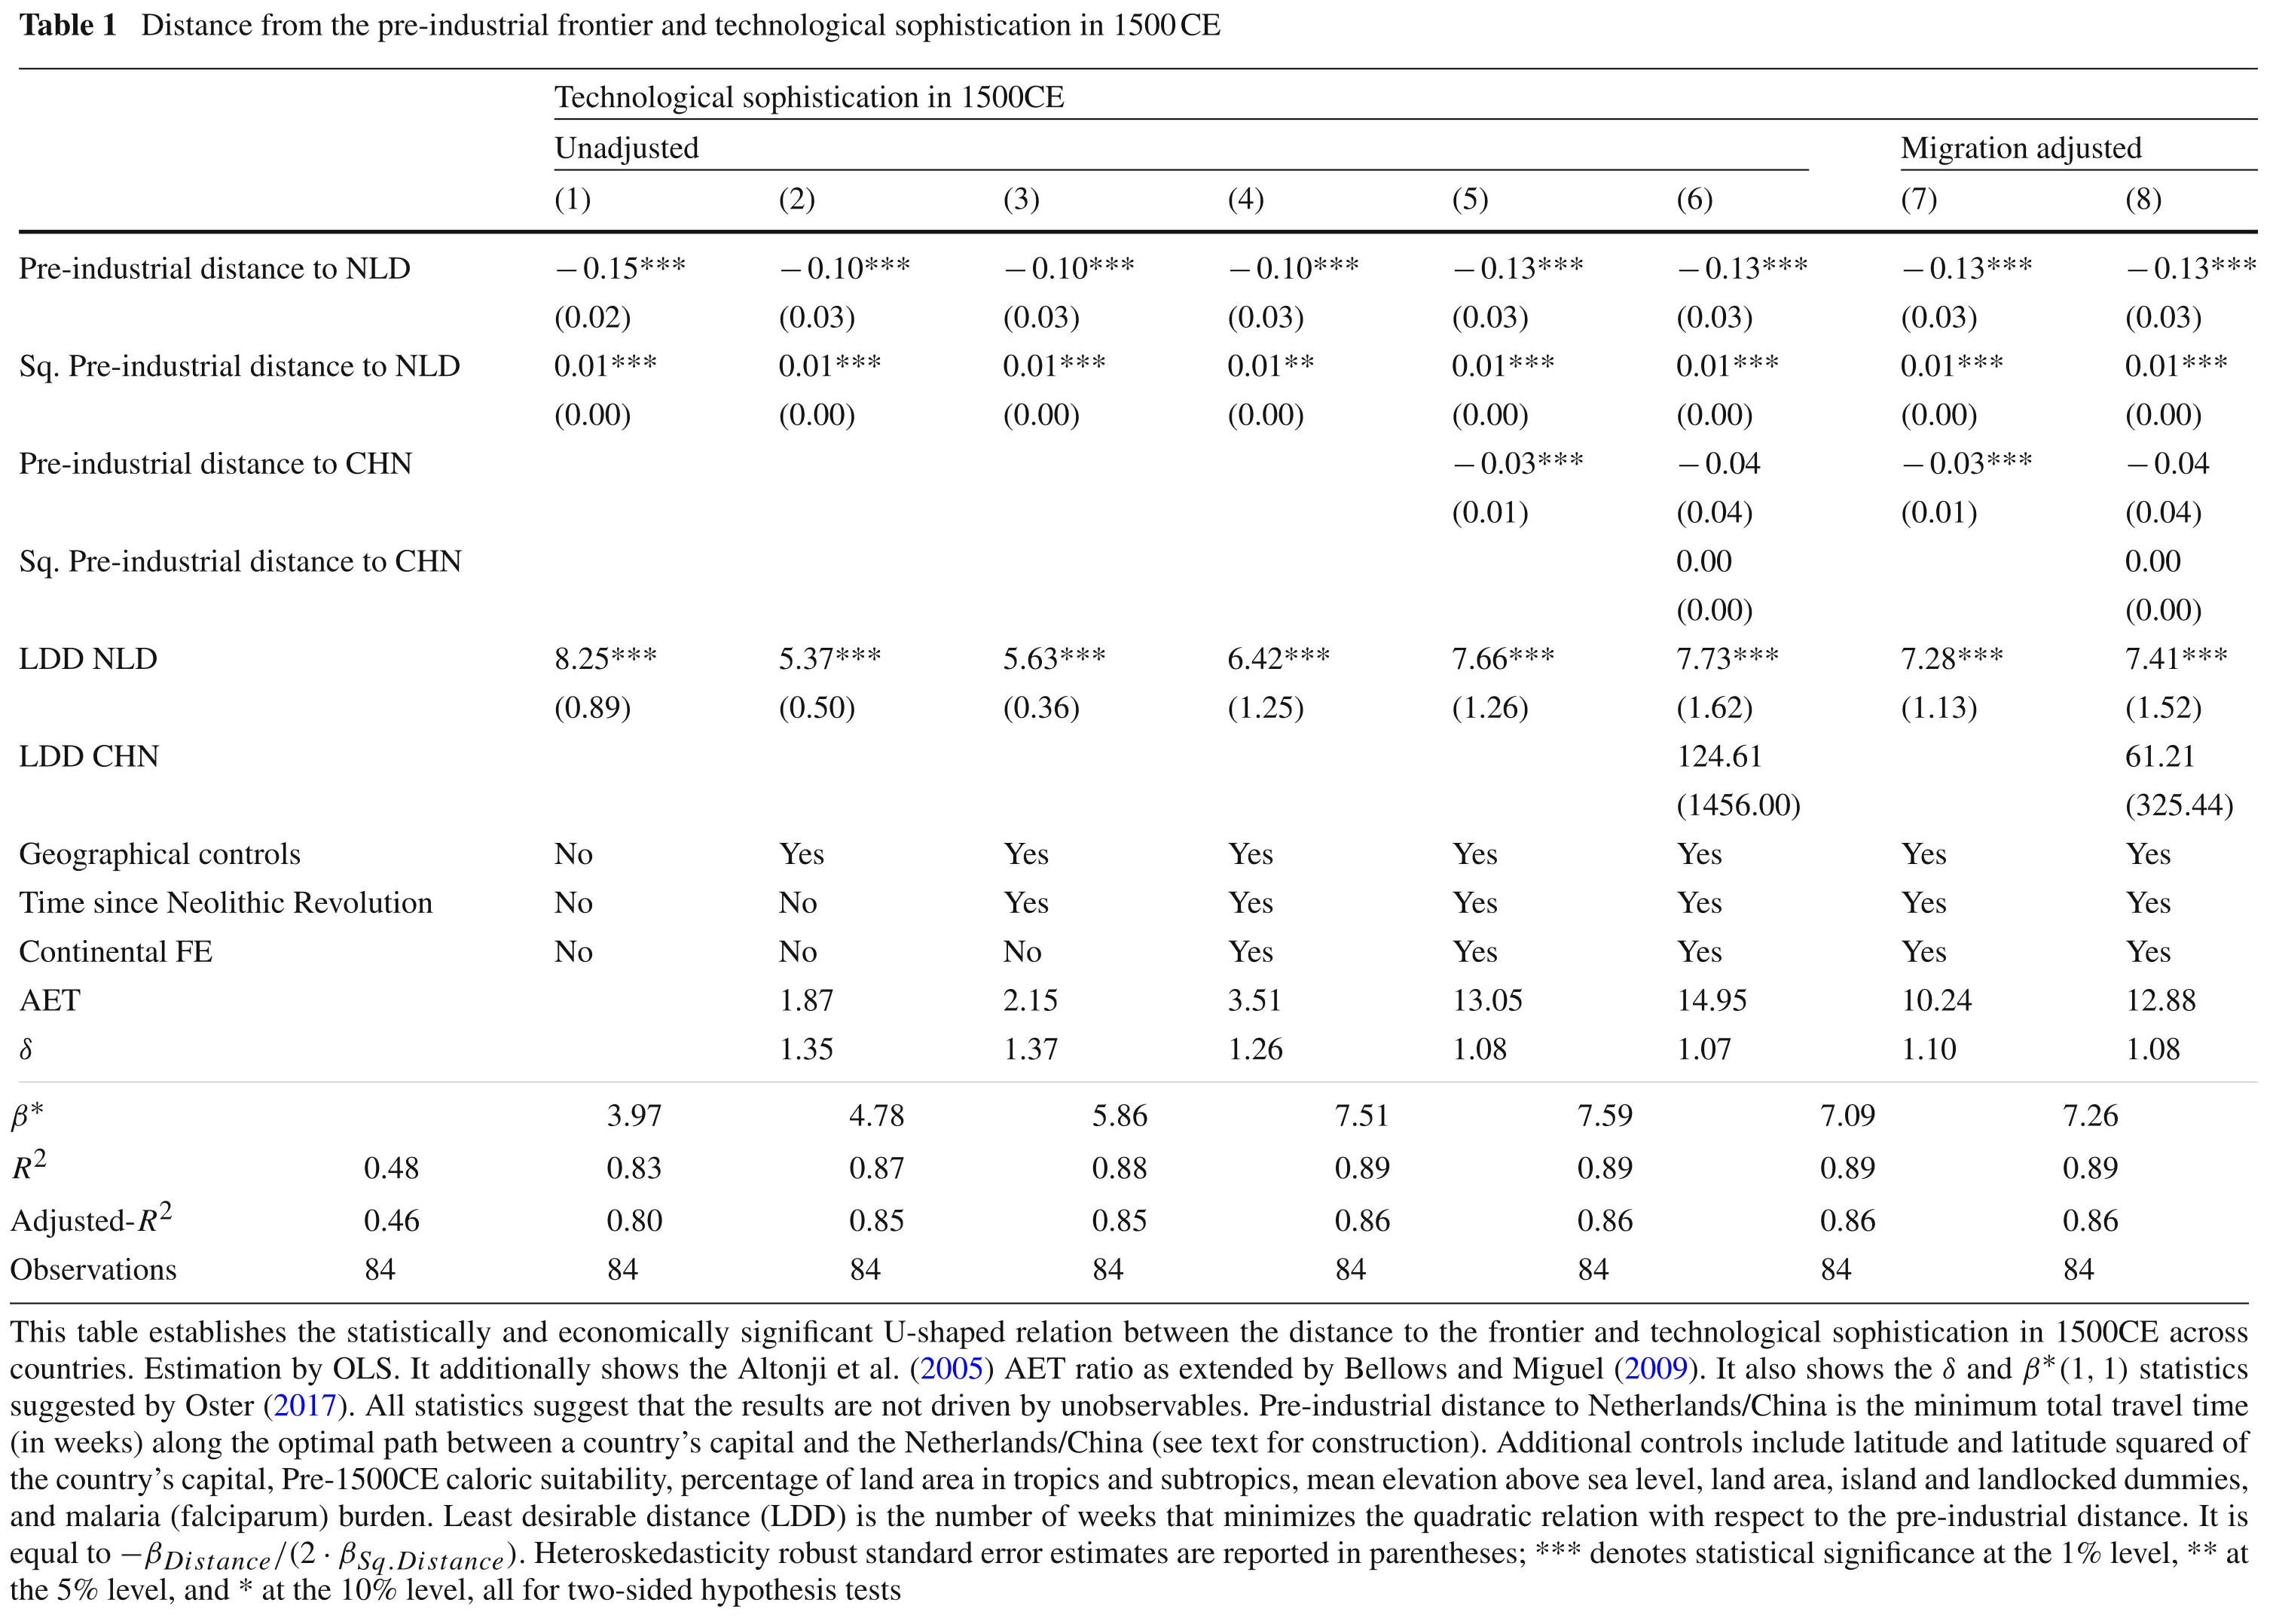 Table 1 Distance from the pre-industrial frontier and technological sophistication in 1500 CE
Technological sophistication in 1500CE
Unadjusted Migration adjusted
(1) (2) (3) (4) (5) (6) (7) (8)
Pre-industrial distance to NLD −0.15*** −0.10*** −0.10*** −0.10*** −0.13*** −0.13*** −0.13*** −0.13***
(0.02) (0.03) (0.03) (0.03) (0.03) (0.03) (0.03) (0.03)
Sq. Pre-industrial distance to NLD 0.01*** 0.01*** 0.01*** 0.01** 0.01*** 0.01*** 0.01*** 0.01***
(0.00) (0.00) (0.00) (0.00) (0.00) (0.00) (0.00) (0.00)
Pre-industrial distance to CHN −0.03*** −0.04 −0.03*** −0.04
(0.01) (0.04) (0.01) (0.04)
Sq. Pre-industrial distance to CHN 0.00 0.00
(0.00) (0.00)
LDD NLD 8.25*** 5.37*** 5.63*** 6.42*** 7.66*** 7.73*** 7.28*** 7.41***
(0.89) (0.50) (0.36) (1.25) (1.26) (1.62) (1.13) (1.52)
LDD CHN 124.61 61.21
(1456.00) (325.44)
Geographical controls No Yes Yes Yes Yes Yes Yes Yes
Time since Neolithic Revolution No No Yes Yes Yes Yes Yes Yes
Continental FE No No No Yes Yes Yes Yes Yes
AET 1.87 2.15 3.51 13.05 14.95 10.24 12.88
δ 1.35 1.37 1.26 1.08 1.07 1.10 1.08
β* 3.97 4.78 5.86 7.51 7.59 7.09 7.26
R² 0.48 0.83 0.87 0.88 0.89 0.89 0.89 0.89
Adjusted-R² 0.46 0.80 0.85 0.85 0.86 0.86 0.86 0.86
Observations 84 84 84 84 84 84 84 84
This table establishes the statistically and economically significant U-shaped relation between the distance to the frontier and technological sophistication in 1500CE across
countries. Estimation by OLS. It additionally shows the Altonji et al. (2005) AET ratio as extended by Bellows and Miguel (2009). It also shows the δ and β*(1, 1) statistics
suggested by Oster (2017). All statistics suggest that the results are not driven by unobservables. Pre-industrial distance to Netherlands/China is the minimum total travel time
(in weeks) along the optimal path between a country's capital and the Netherlands/China (see text for construction). Additional controls include latitude and latitude squared of
the country's capital, Pre-1500CE caloric suitability, percentage of land area in tropics and subtropics, mean elevation above sea level, land area, island and landlocked dummies,
and malaria (falciparum) burden. Least desirable distance (LDD) is the number of weeks that minimizes the quadratic relation with respect to the pre-industrial distance. It is
equal to −β_Distance/(2 · β_Sq.Distance). Heteroskedasticity robust standard error estimates are reported in parentheses; *** denotes statistical significance at the 1% level, ** at
the 5% level, and * at the 10% level, all for two-sided hypothesis tests